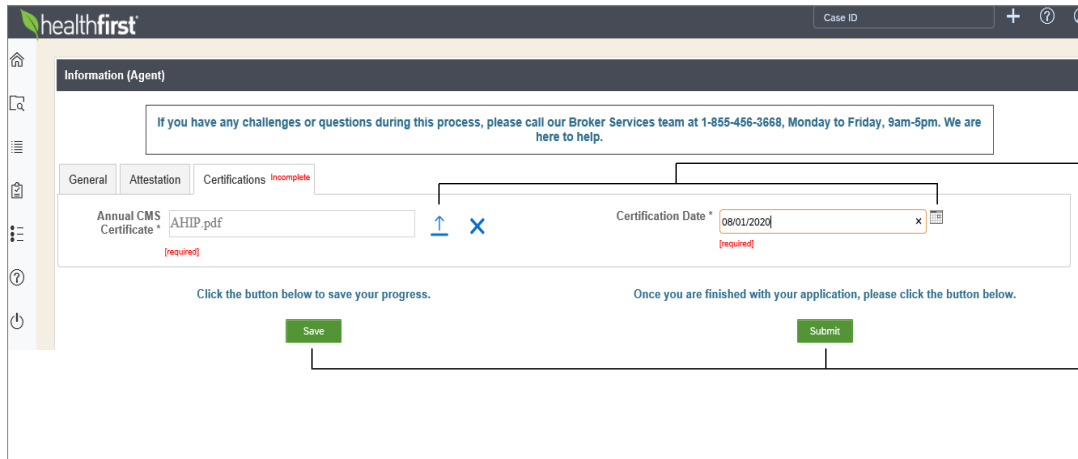 healthfirst
Case ID
Information (Agent)
If you have any challenges or questions during this process, please call our Broker Services team at 1-855-456-3668, Monday to Friday, 9am-5pm. We are
here to help.
General
Attestation
Certifications Incomplete
Annual CMS
Certificate *
AHIP.pdf
[required]
Certification Date *
08/01/2020
[required]
Click the button below to save your progress.
Once you are finished with your application, please click the button below.
Save
Submit